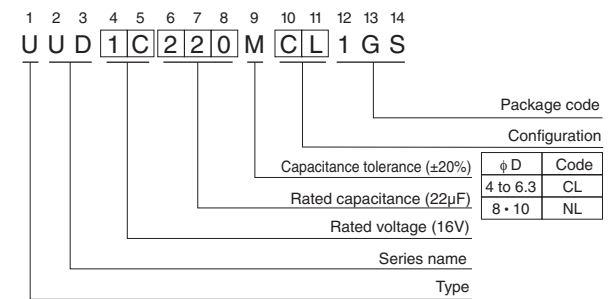 1 2 3 4 5 6 7 8 9 10 11 12 13 14
U U D 1 C 2 2 0 M C L 1 G S
Package code
Configuration
Capacitance tolerance (±20%)
φ D Code
4 to 6.3 CL
8 • 10 NL
Rated capacitance (22µF)
Rated voltage (16V)
Series name
Type